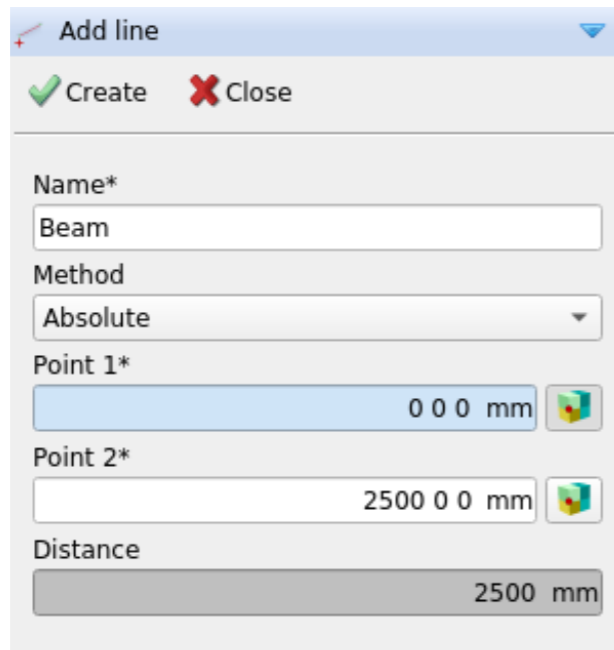 Add line
Create Close
Name*
Beam
Method
Absolute
Point 1*
0 0 0 mm
Point 2*
2500 0 0 mm
Distance
2500 mm